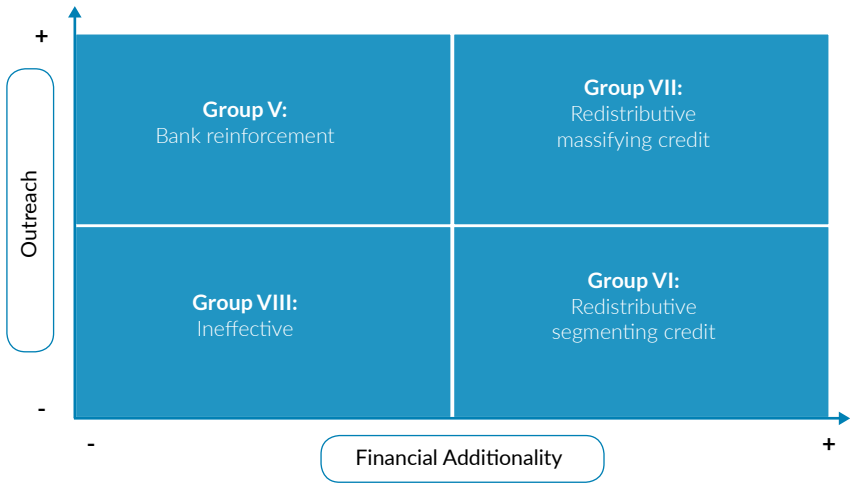 +
Group V:
Bank reinforcement
Group VII:
Redistributive
massifying credit
Outreach
Group VIII:
Ineffective
Group VI:
Redistributive
segmenting credit
-
-
Financial Additionality
+